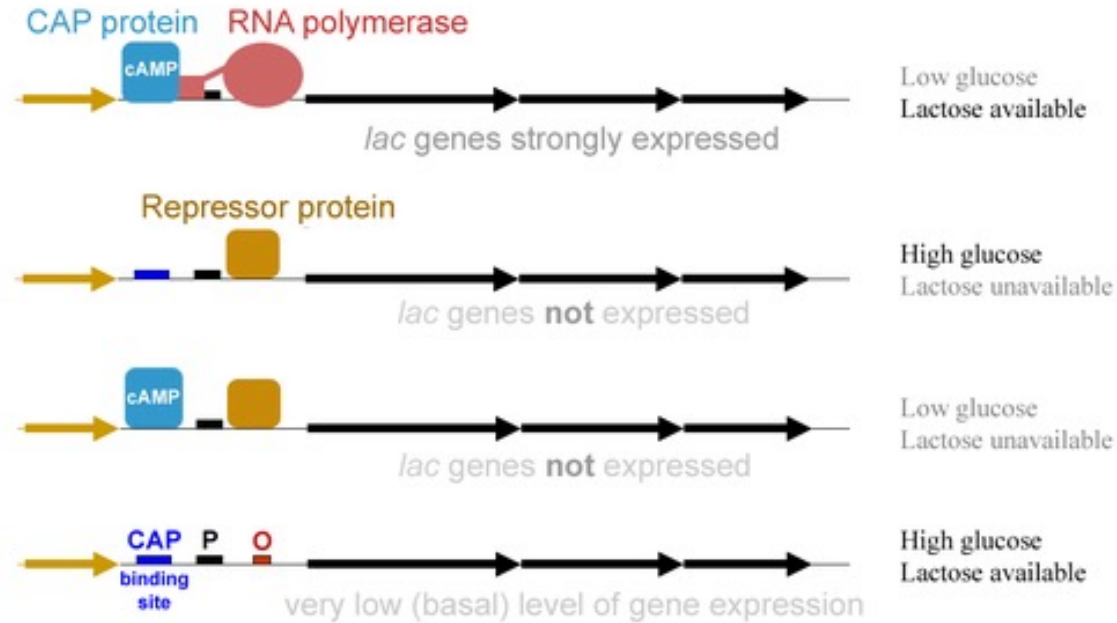 CAP protein RNA polymerase
cAMP
Low glucose
Lactose available
lac genes strongly expressed
Repressor protein
High glucose
Lactose unavailable
lac genes not expressed
cAMP
Low glucose
Lactose unavailable
lac genes not expressed
CAP P O
binding
site
High glucose
Lactose available
very low (basal) level of gene expression